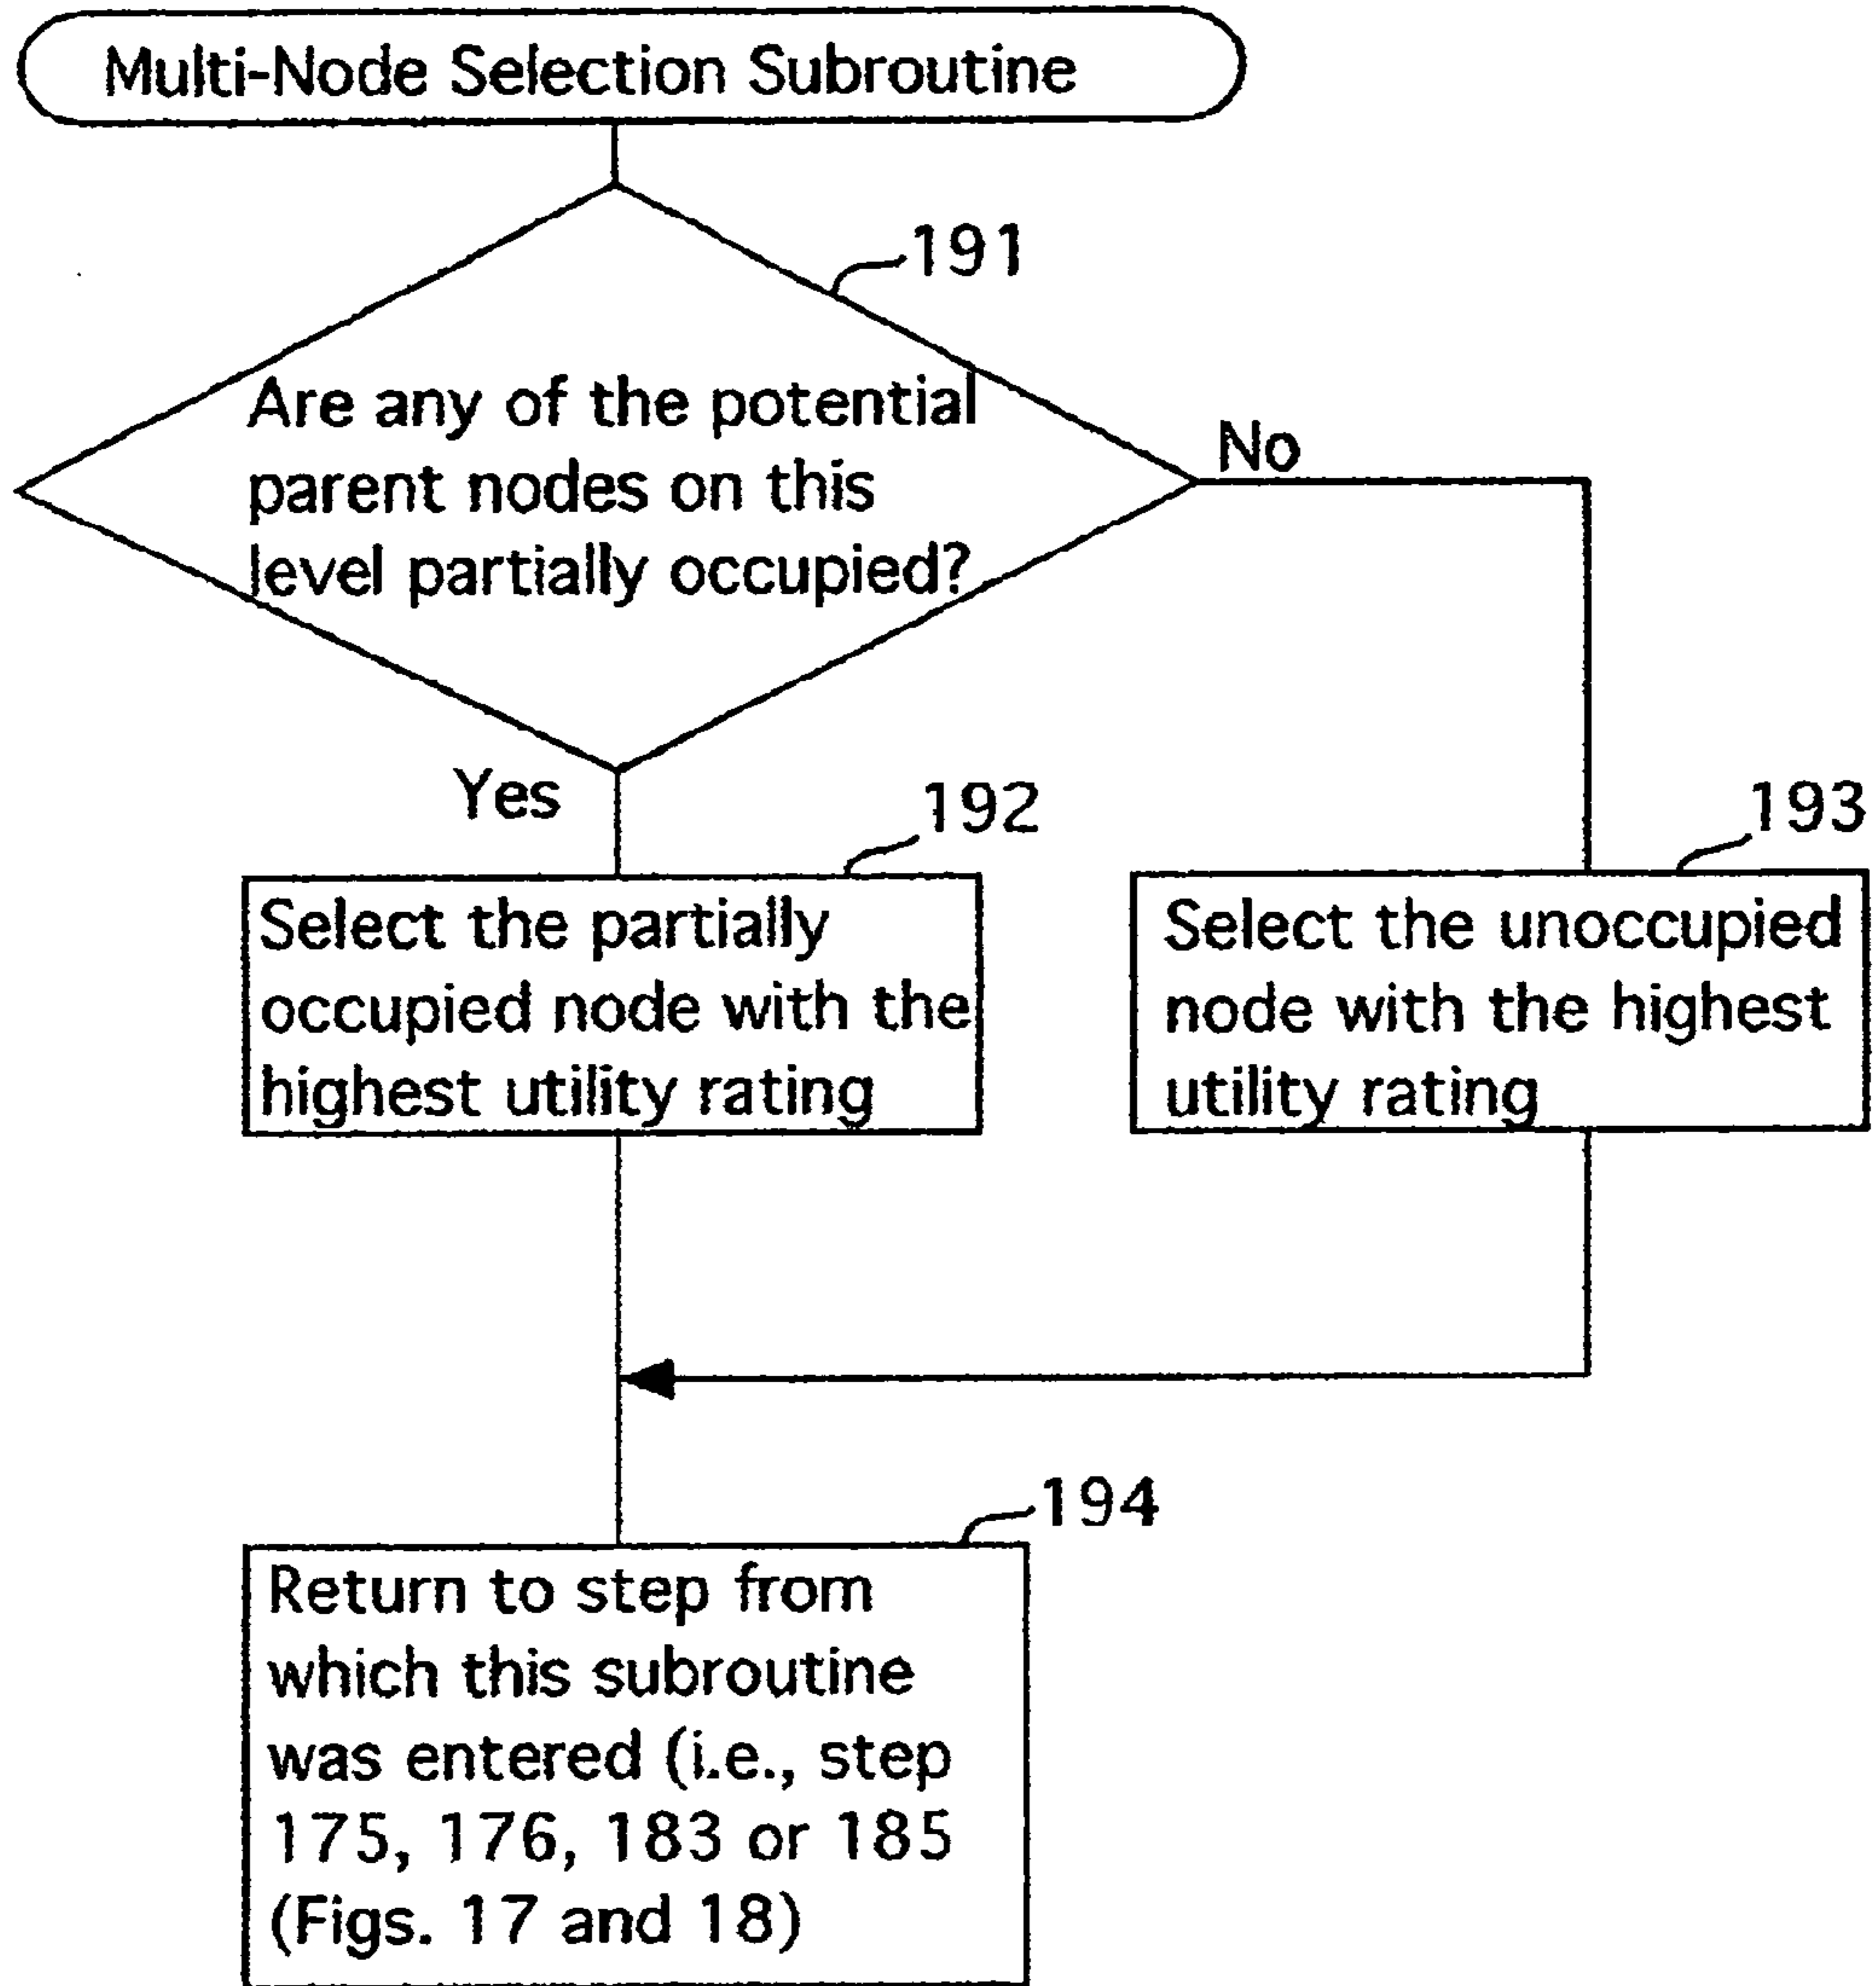 Multi-Node Selection Subroutine
191
Are any of the potential
parent nodes on this
level partially occupied?
No
Yes
192
Select the partially
occupied node with the
highest utility rating
193
Select the unoccupied
node with the highest
utility rating
194
Return to step from
which this subroutine
was entered (i.e., step
175, 176, 183 or 185
(Figs. 17 and 18)